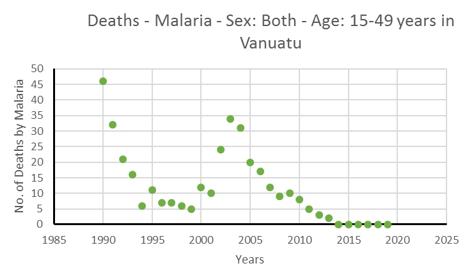 Deaths - Malaria - Sex: Both - Age: 15-49 years in
Vanuatu
No. of Deaths by Malaria
50
45
40
35
30
25
20
15
10
5
0
1985 1990 1995 2000 2005 2010 2015 2020 2025
Years